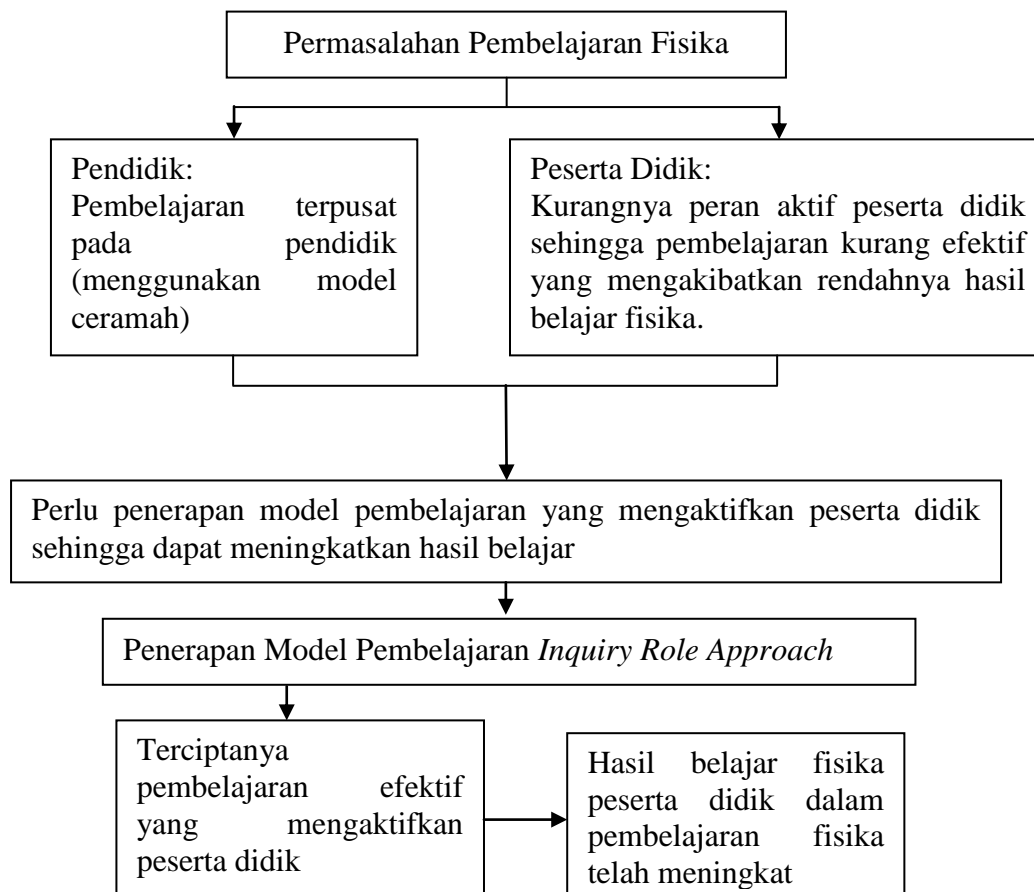 Permasalahan Pembelajaran Fisika
Pendidik:
Pembelajaran terpusat
pada pendidik
(menggunakan model
ceramah)
Peserta Didik:
Kurangnya peran aktif peserta didik
sehingga pembelajaran kurang efektif
yang mengakibatkan rendahnya hasil
belajar fisika.
Perlu penerapan model pembelajaran yang mengaktifkan peserta didik
sehingga dapat meningkatkan hasil belajar
Penerapan Model Pembelajaran Inquiry Role Approach
Terciptanya
pembelajaran efektif
yang mengaktifkan
peserta didik
Hasil belajar fisika
peserta didik dalam
pembelajaran fisika
telah meningkat